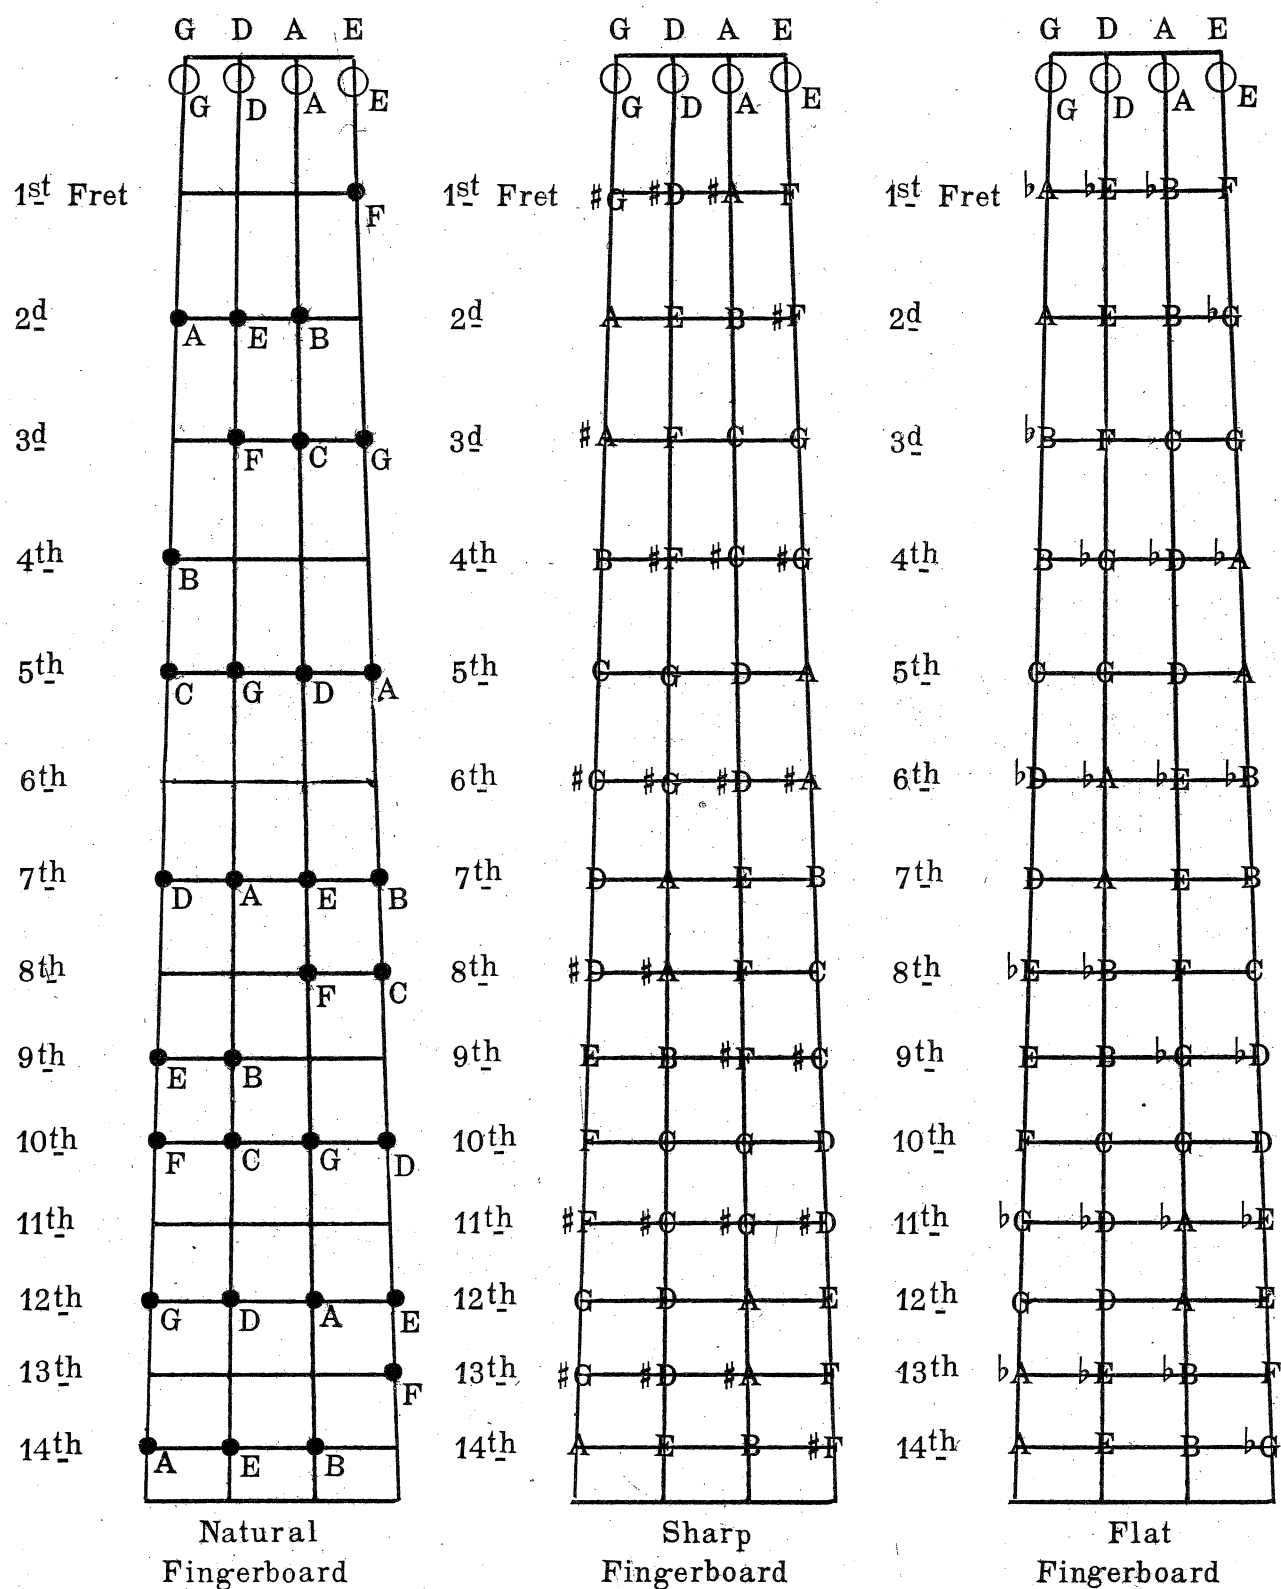 G D A E G D A E G D A E
G D A E G D A E G D A E
1st Fret F 1st Fret ♯G ♯D ♯A F 1st Fret ♭A ♭E ♭B F
2d A E B 2d A E B ♯F 2d A E B ♭G
3d F C G 3d ♯A F C G 3d ♭B F C G
4th B 4th B ♯F ♯C ♯G 4th B ♭G ♭D ♭A
5th C G D A 5th C G D A 5th C G D A
6th 6th ♯C ♯G ♯D ♯A 6th ♭D ♭A ♭E ♭B
7th D A E B 7th D A E B 7th D A E B
8th F C 8th ♯D ♯A F C 8th ♭E ♭B F C
9th E B 9th E B ♯F ♯C 9th E B ♭G ♭D
10th F C G D 10th F C G D 10th F C G D
11th 11th ♯F ♯C ♯G ♯D 11th ♭G ♭D ♭A ♭E
12th G D A E 12th G D A E 12th G D A E
13th F 13th ♯G ♯D ♯A F 13th ♭A ♭E ♭B F
14th A E B 14th A E B ♯F 14th A E B ♭G
Natural Sharp Flat
Fingerboard Fingerboard Fingerboard